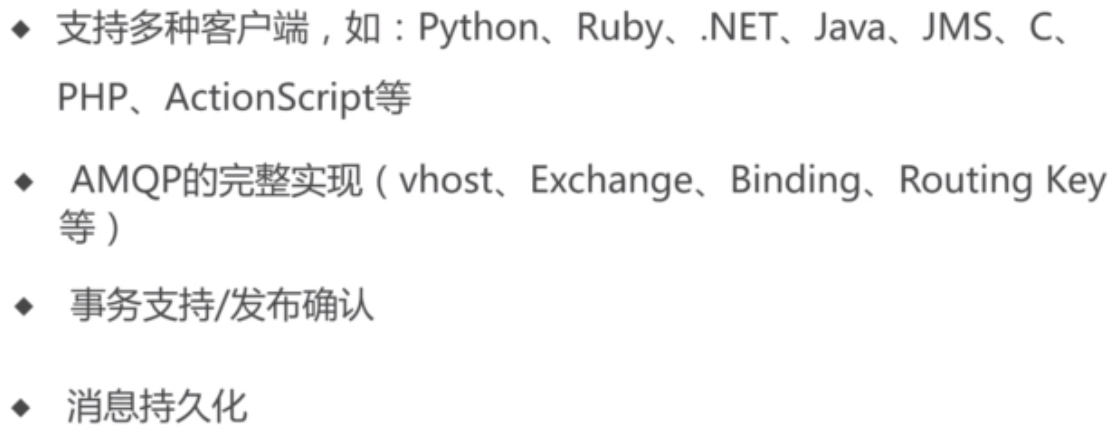 ◆ 支持多种客户端，如：Python、Ruby、.NET、Java、JMS、C、
PHP、ActionScript等
◆ AMQP的完整实现（vhost、Exchange、Binding、Routing Key
等）
◆ 事务支持/发布确认
◆ 消息持久化